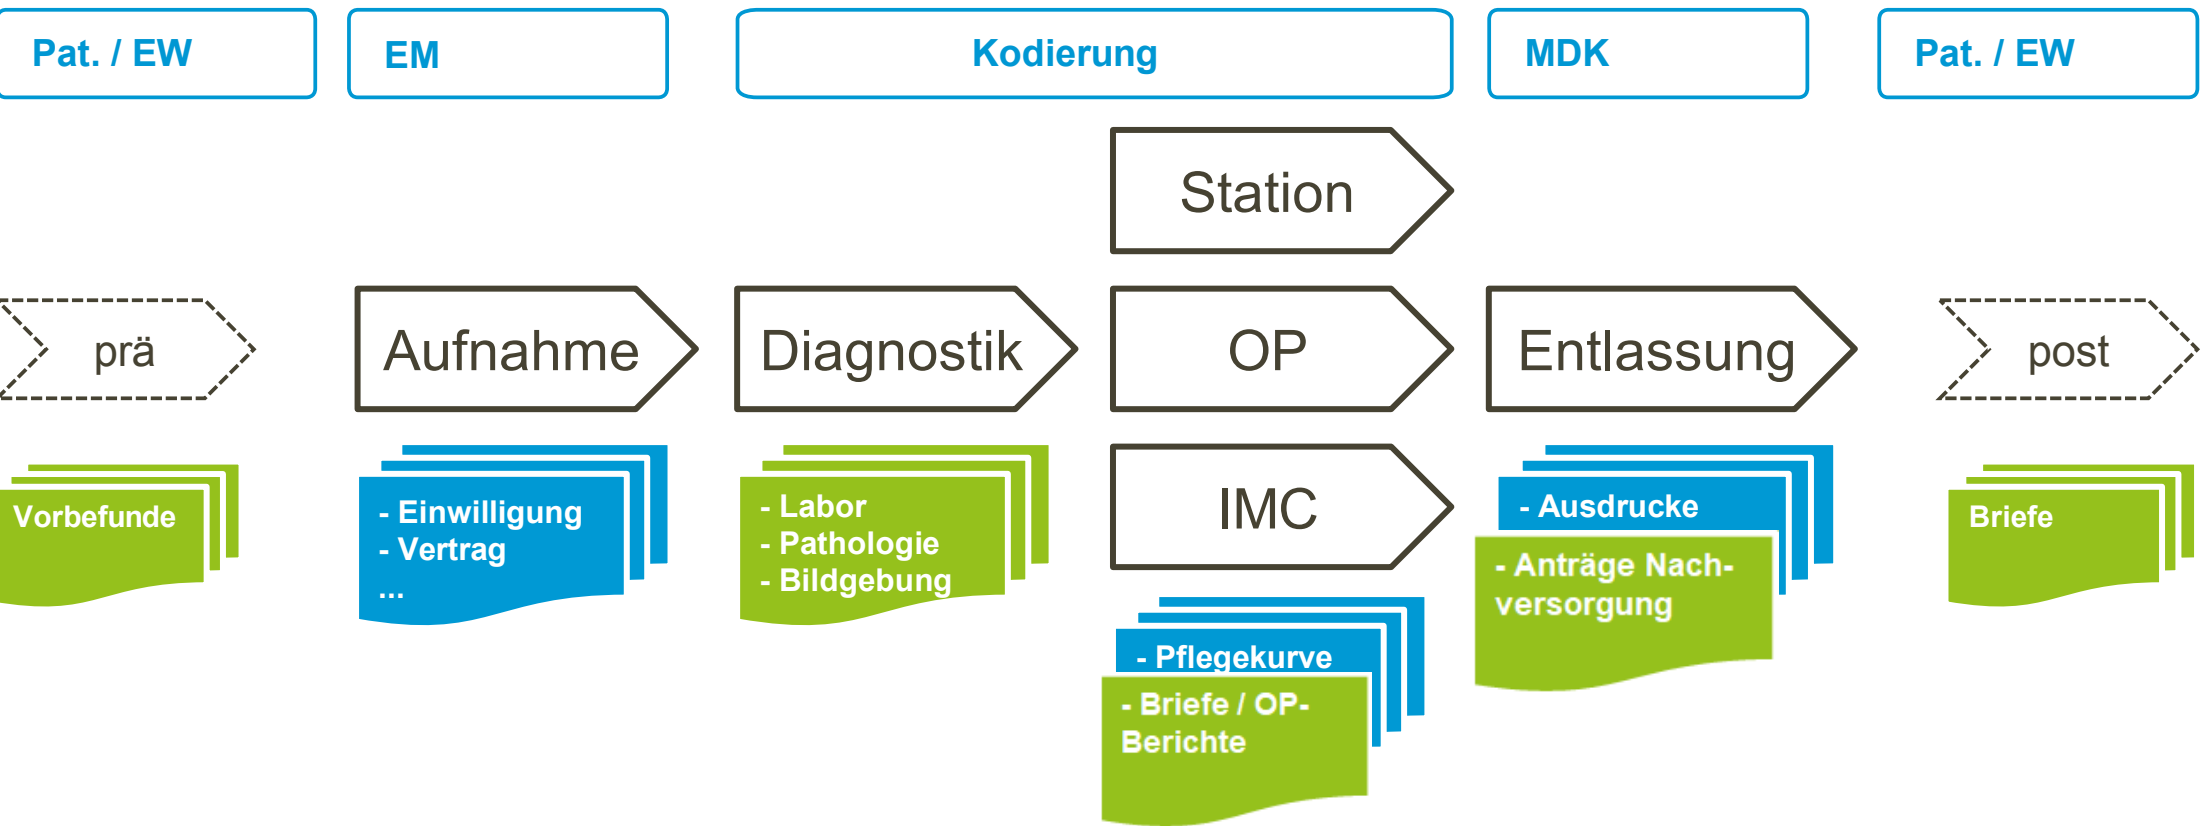 Pat. / EW
EM
Kodierung
MDK
Pat. / EW
Station
prä
Aufnahme
Diagnostik
OP
Entlassung
post
IMC
Vorbefunde
- Einwilligung
- Vertrag
...
- Labor
- Pathologie
- Bildgebung
- Pflegekurve
- Briefe / OP-
Berichte
- Ausdrucke
- Anträge Nach-
versorgung
Briefe